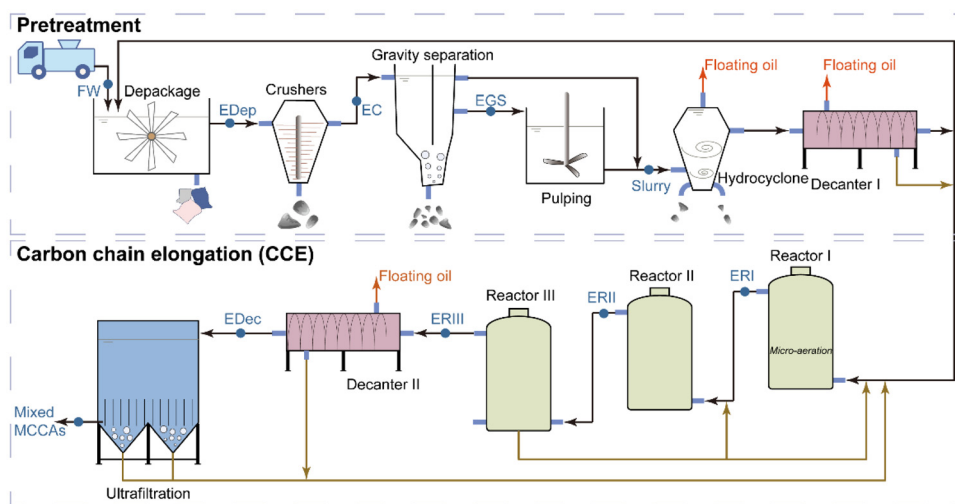 Pretreatment
FW
Depackage
EDep
Crushers
EC
Gravity separation
EGS
Pulping
Slurry
Floating oil
Hydrocyclone
Floating oil
Decanter I
Carbon chain elongation (CCE)
Reactor I
Micro-aeration
ERI
Reactor II
ERII
Reactor III
ERIII
Floating oil
Decanter II
EDec
Mixed
MCCAs
Ultrafiltration